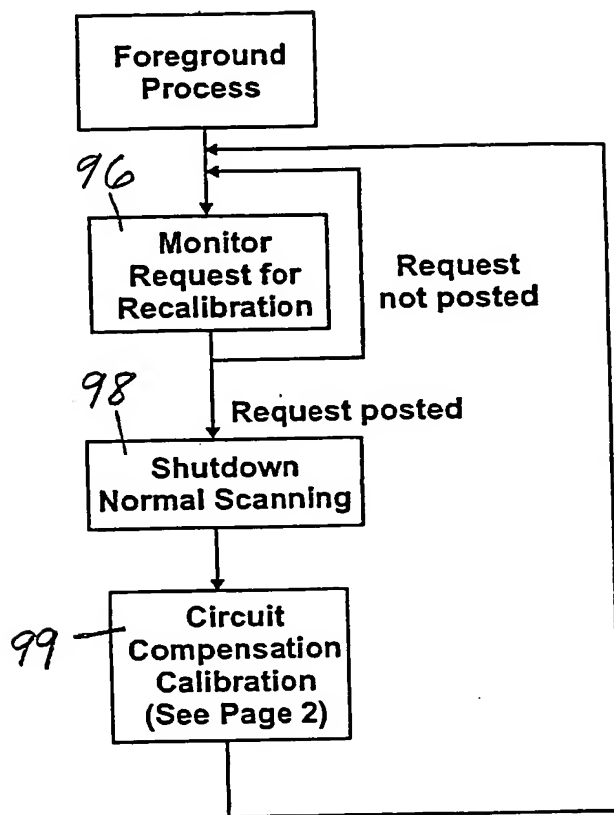 Foreground
Process
96
Monitor
Request for
Recalibration
Request
not posted
98
Request posted
Shutdown
Normal Scanning
99
Circuit
Compensation
Calibration
(See Page 2)